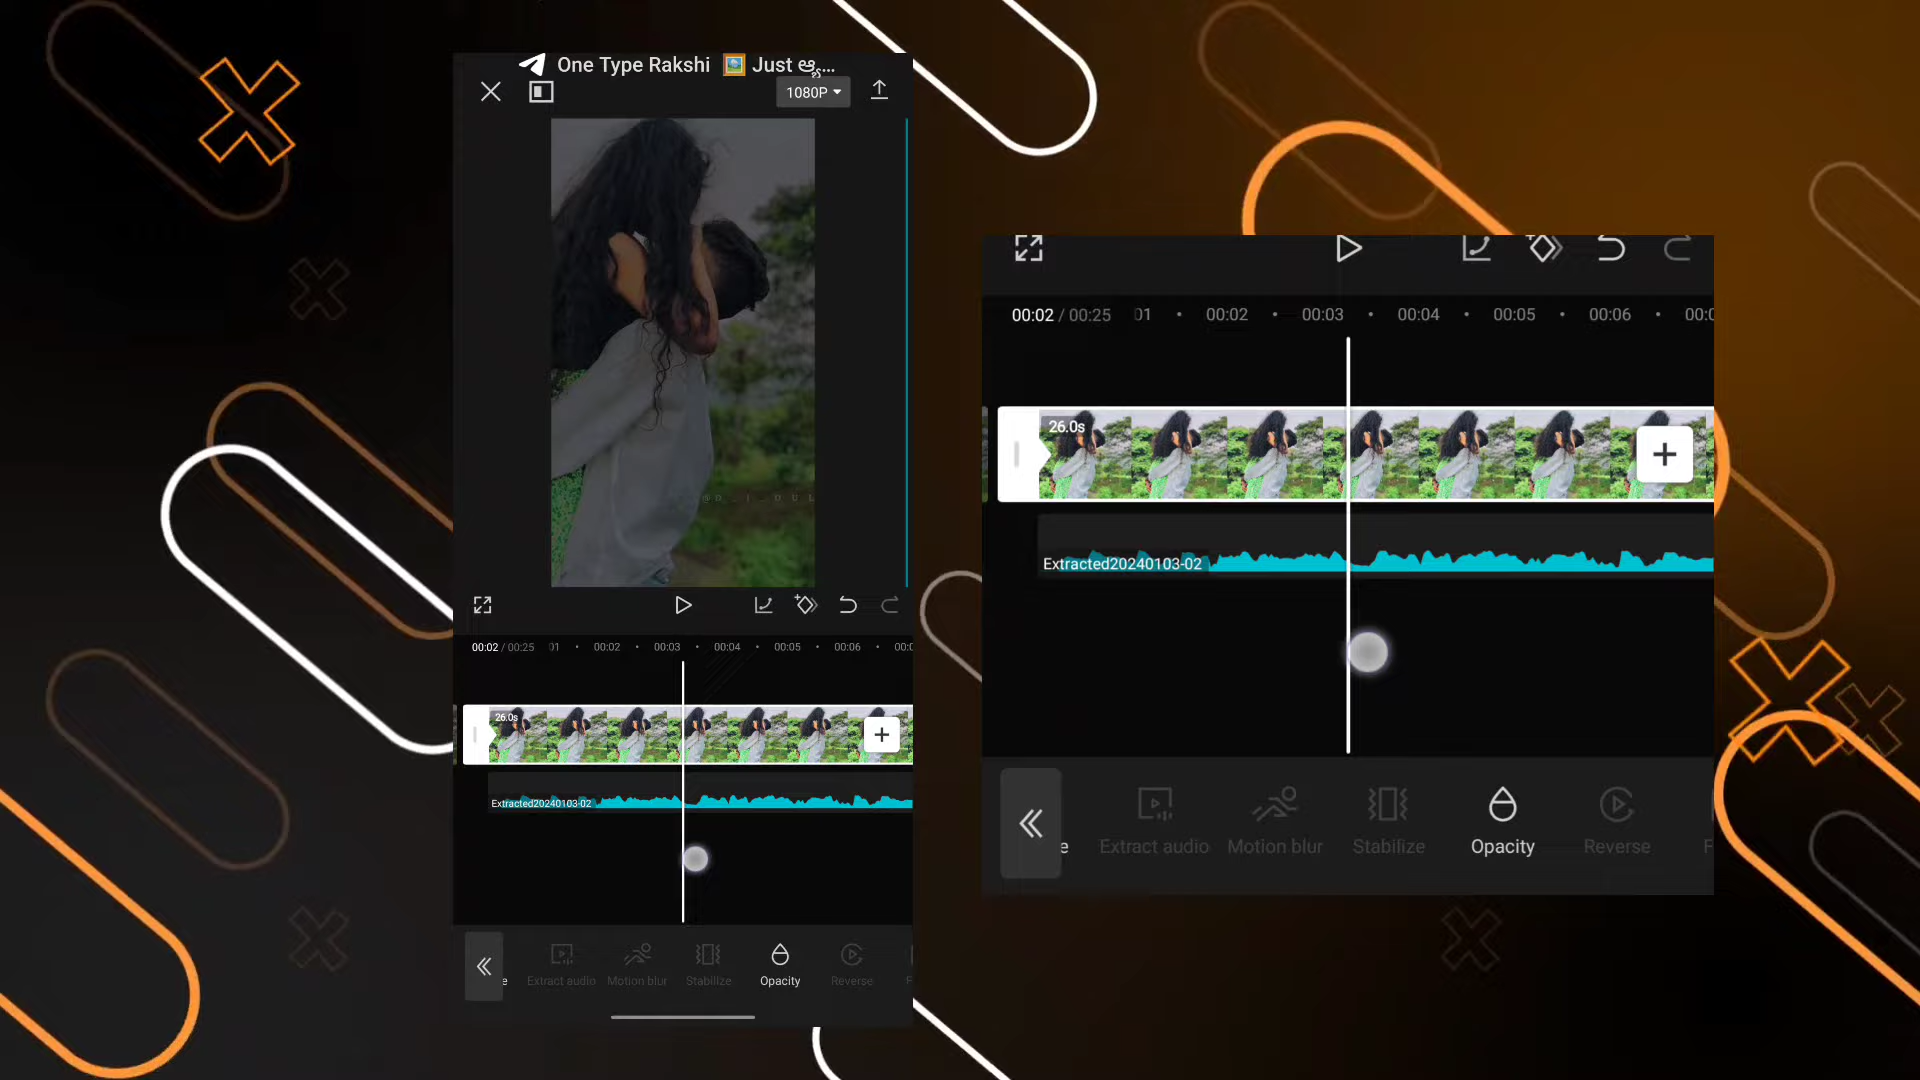 One Type Rakshi 🖼️ Just ಆ್ಯ...
1080P
00:02 / 00:25 01 00:02 00:03 00:04 00:05 00:06
26.0s
Extracted20240103-02
e Extract audio Motion blur Stabilize Opacity Reverse F
00:02 / 00:25 01 00:02 00:03 00:04 00:05 00:06
26.0s
Extracted20240103-02
e Extract audio Motion blur Stabilize Opacity Reverse F